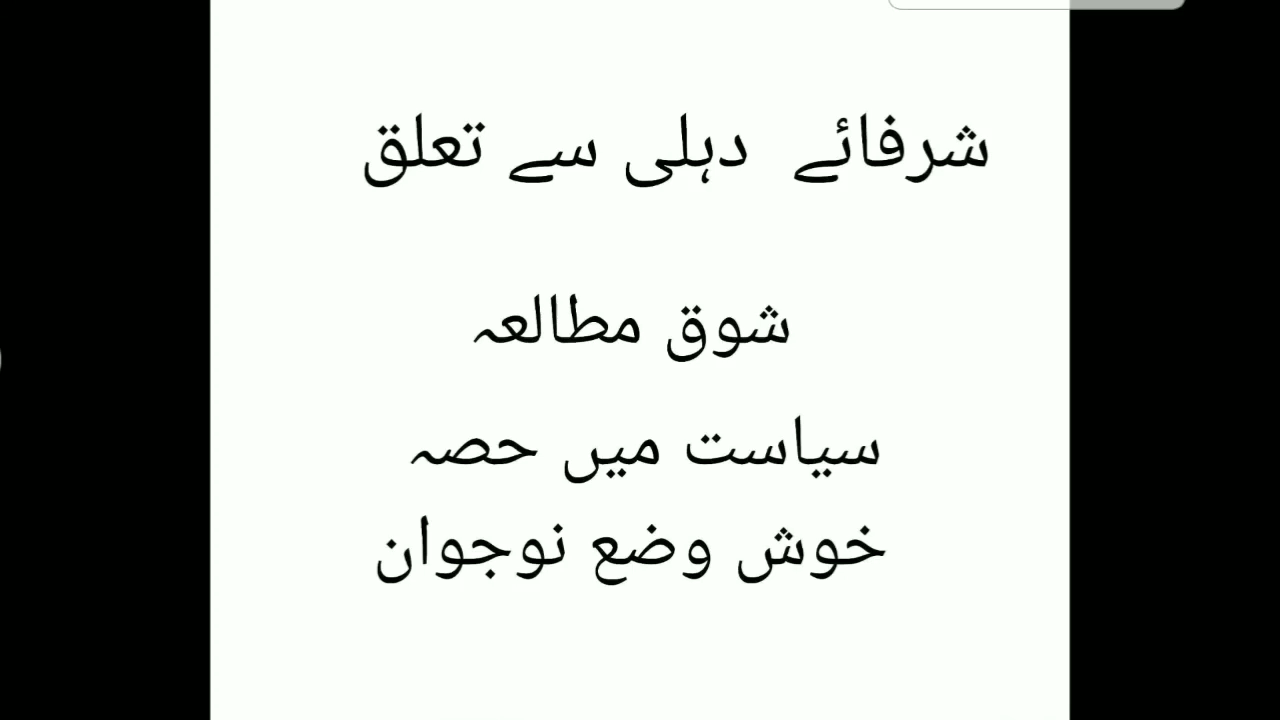 شرفائے دہلی سے تعلق
شوق مطالعہ
سیاست میں حصہ
خوش وضع نوجوان